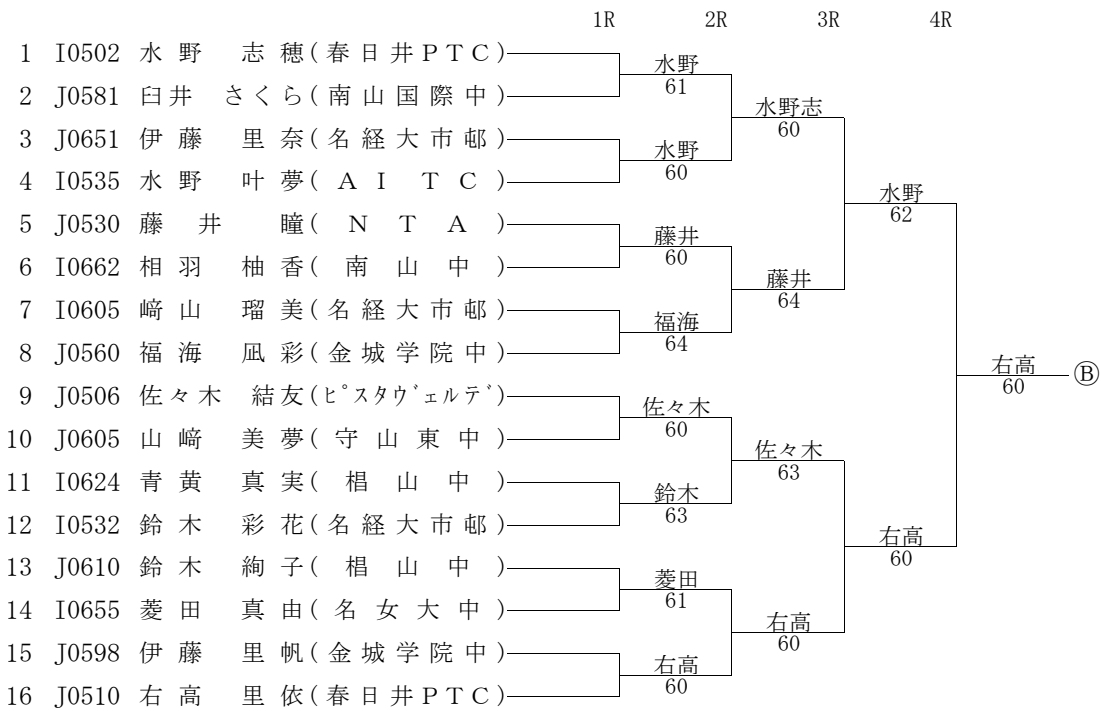 1R 2R 3R 4R
1 I0502 水野 志穂(春日井PTC)
水野
61
2 J0581 臼井 さくら(南山国際中)
水野志
60
3 J0651 伊藤 里奈(名経大市邨)
水野
60
4 I0535 水野 叶夢(AI TC)
水野
62
5 J0530 藤井 瞳(NTA)
藤井
60
6 I0662 相羽 柚香(南山中)
藤井
64
7 I0605 﨑山 瑠美(名経大市邨)
福海
64
8 J0560 福海 凪彩(金城学院中)
右高
60
Ⓑ
9 J0506 佐々木 結友(ピスタヴェルデ)
佐々木
60
10 J0605 山﨑 美夢(守山東中)
佐々木
63
11 I0624 青黄 真実(椙山中)
鈴木
63
12 I0532 鈴木 彩花(名経大市邨)
右高
60
13 J0610 鈴木 絢子(椙山中)
菱田
61
14 I0655 菱田 真由(名女大中)
右高
60
15 J0598 伊藤 里帆(金城学院中)
右高
60
16 J0510 右高 里依(春日井PTC)